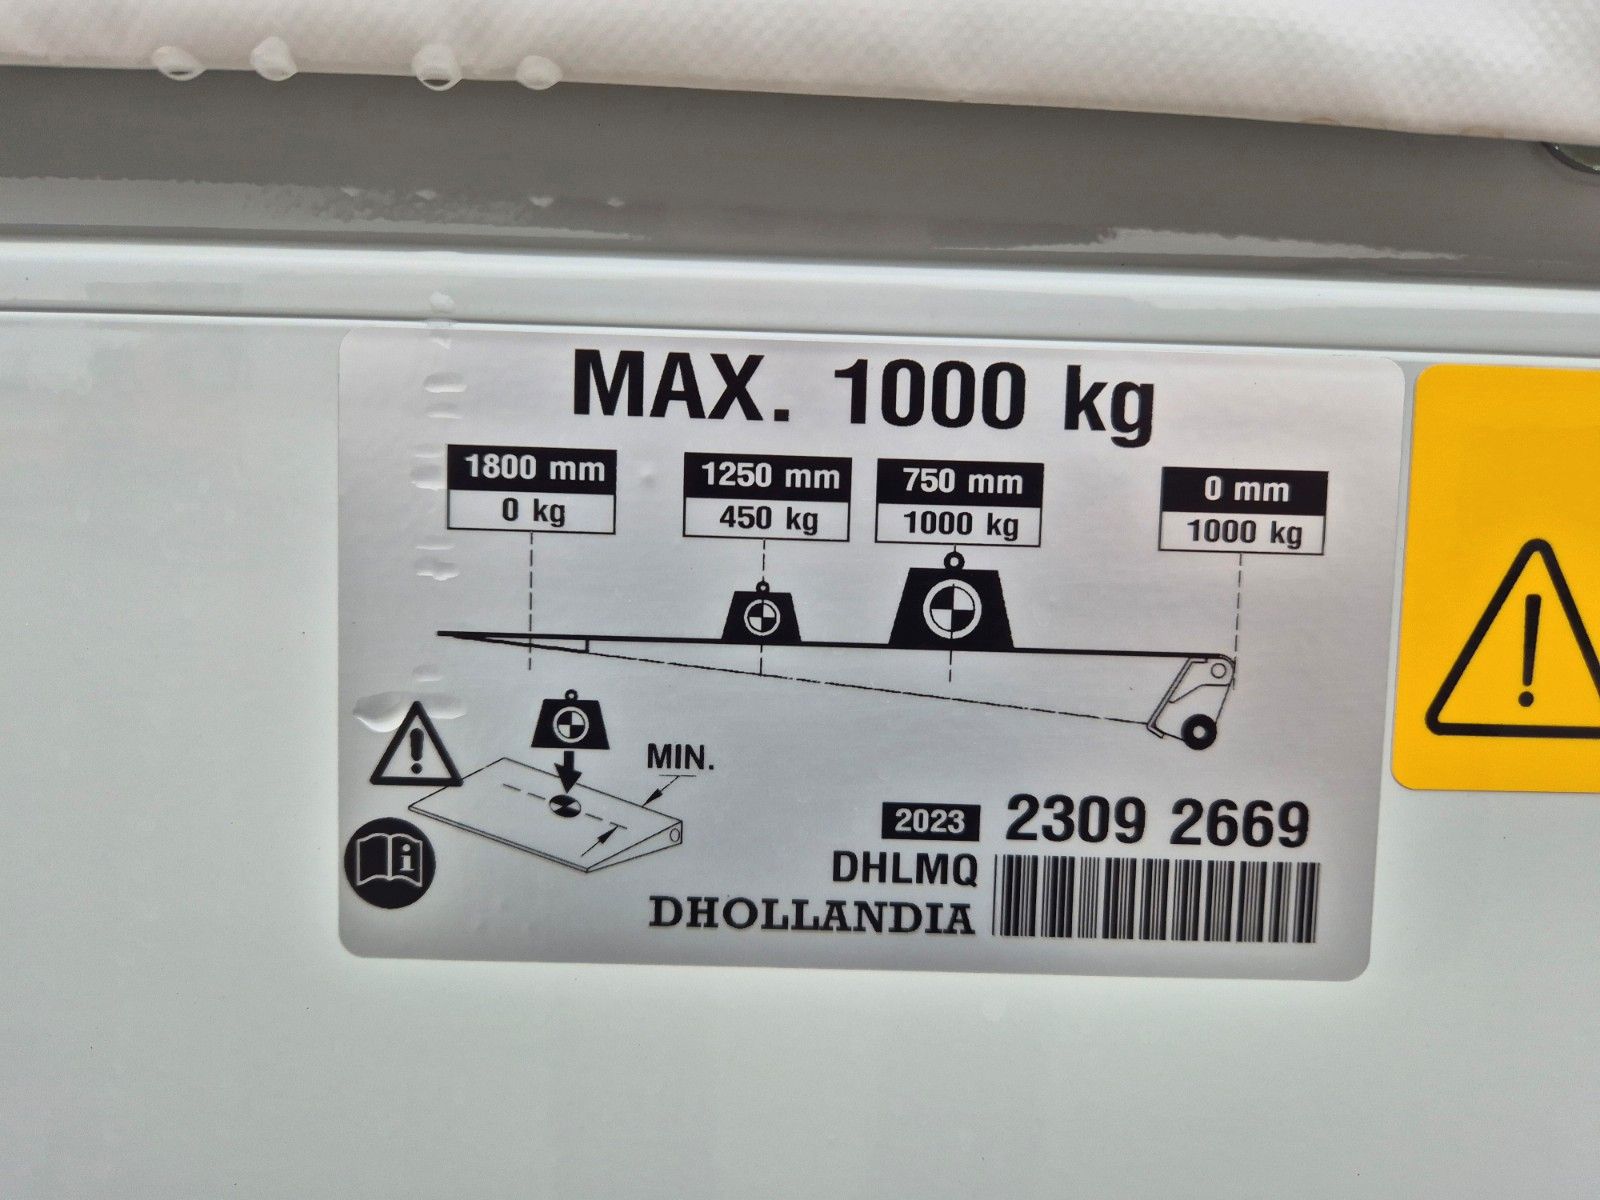 MAX. 1000 kg
1800 mm
0 kg
1250 mm
450 kg
750 mm
1000 kg
0 mm
1000 kg
MIN.
2023 2309 2669
DHLMQ
DHOLLANDIA